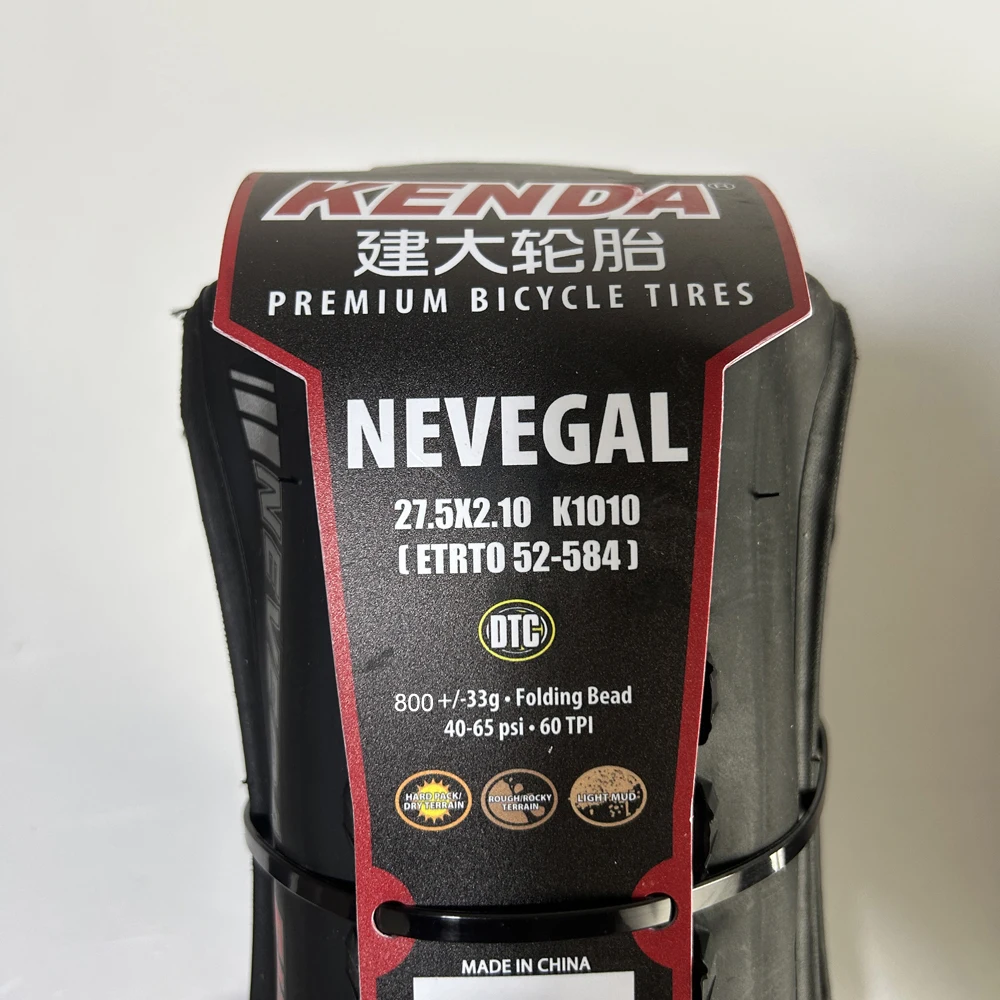 KENDA®
建大轮胎
PREMIUM BICYCLE TIRES
NEVEGAL
27.5X2.10 K1010
( ETRTO 52-584 )
DTC
800 +/-33g • Folding Bead
40-65 psi • 60 TPI
HARD PACK/
DRY TERRAIN
ROUGH/ROCKY
TERRAIN
LIGHT MUD
MADE IN CHINA